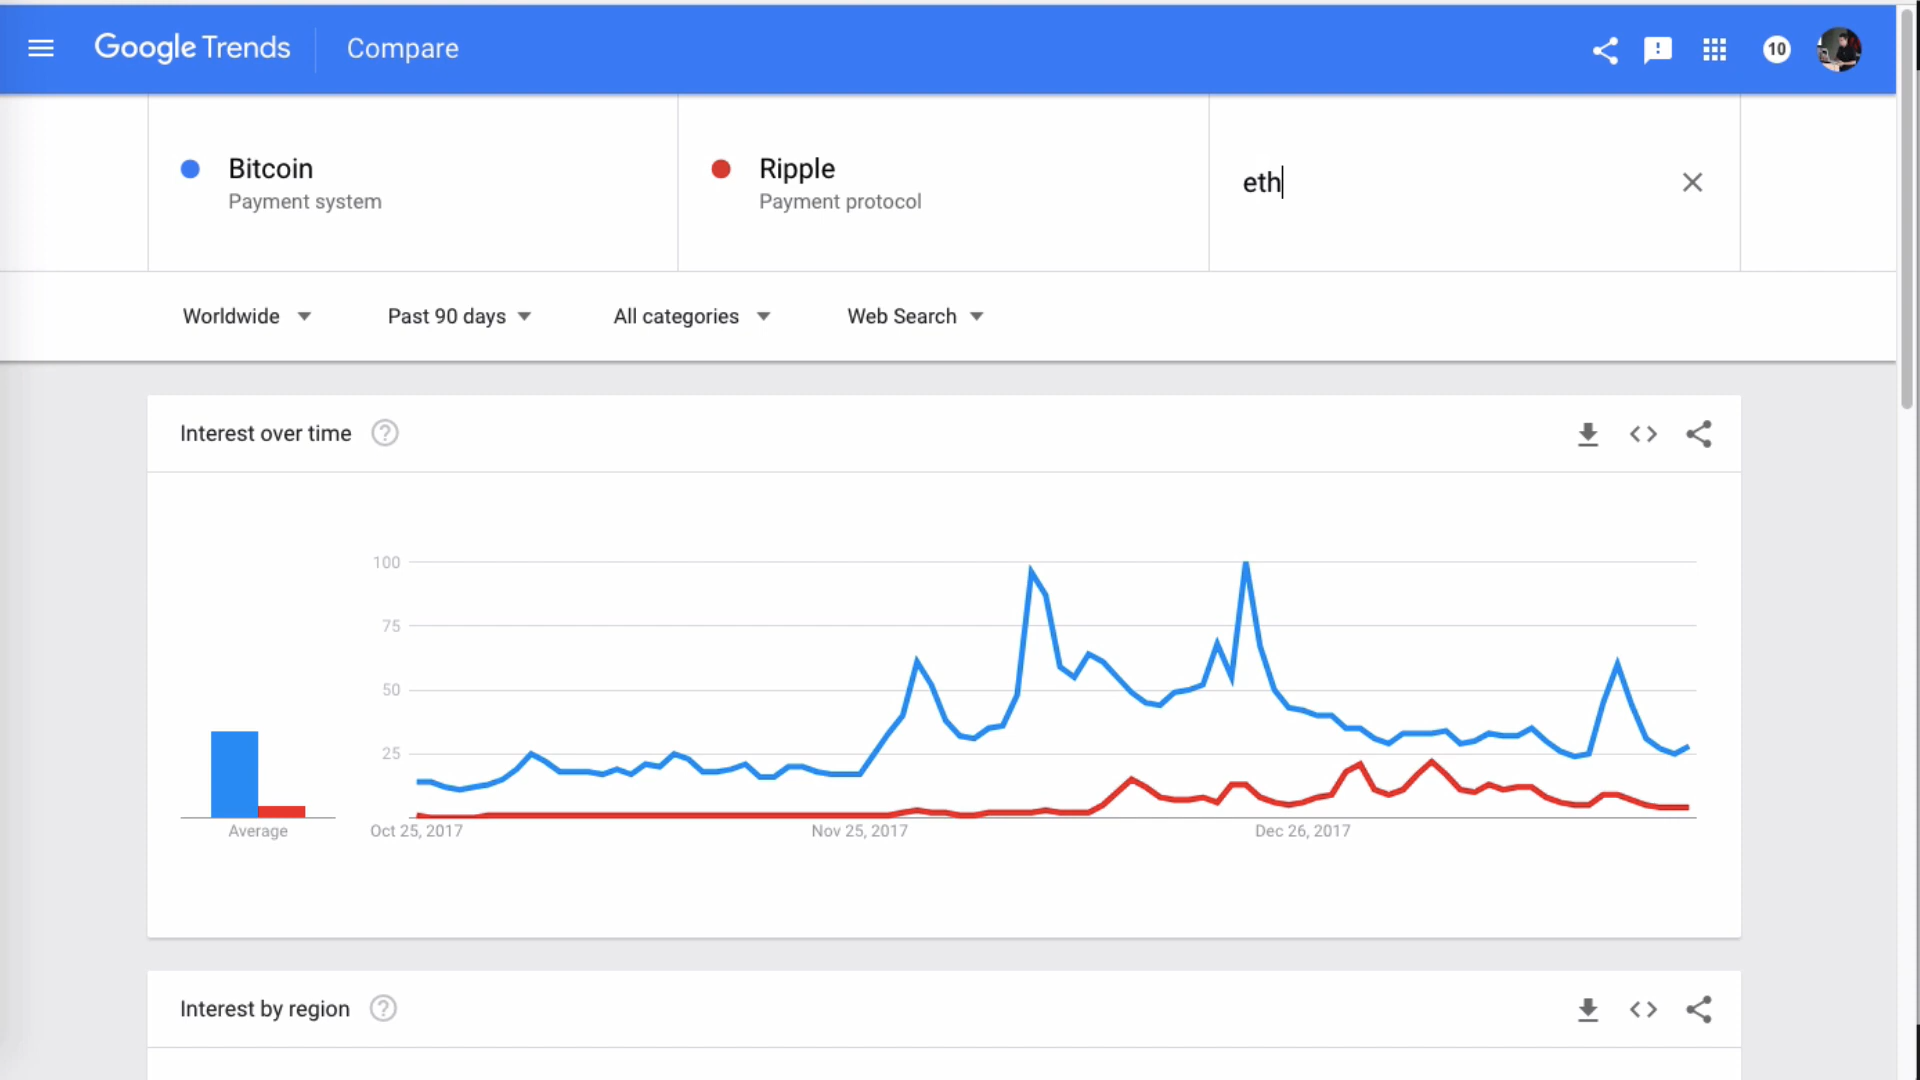 Google Trends Compare 10
Bitcoin
Payment system
Ripple
Payment protocol
eth
Worldwide Past 90 days All categories Web Search
Interest over time ?
100
75
50
25
Average Oct 25, 2017 Nov 25, 2017 Dec 26, 2017
Interest by region ?